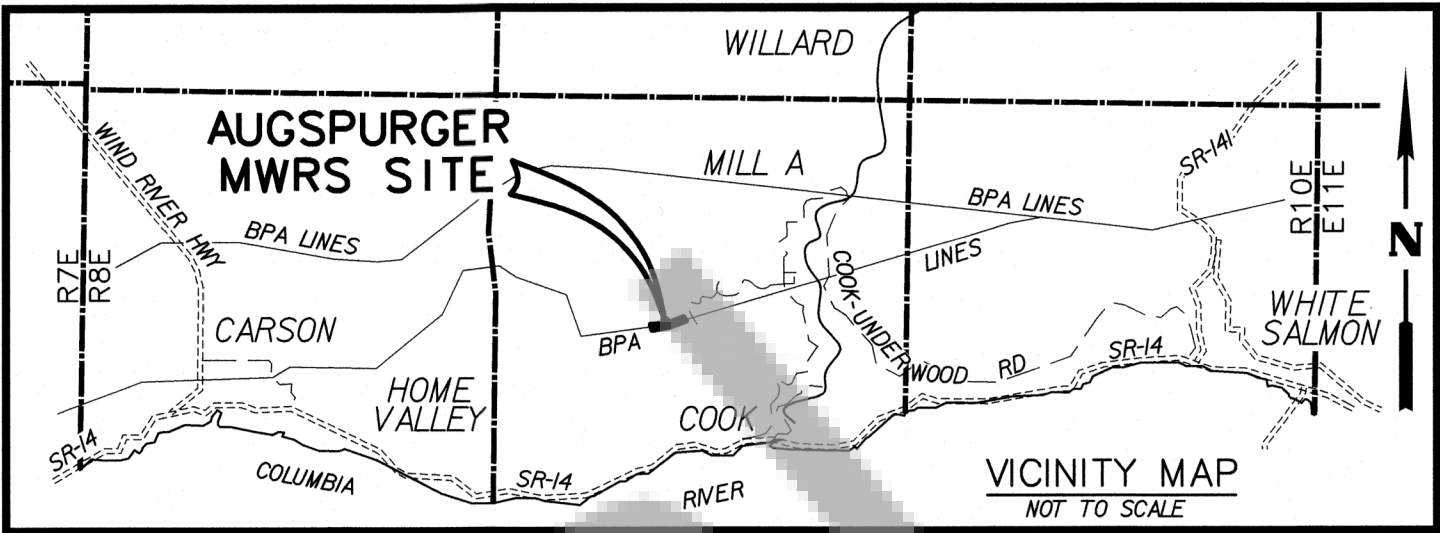 WILLARD
AUGSPURGER
MWRS SITE
WIND RIVER HWY
MILL A
SR-141
BPA LINES
BPA LINES
R7E
R8E
R10E
E11E
N
LINES
COOK-UNDERWOOD RD
CARSON
BPA
WHITE
SALMON
SR-14
HOME
VALLEY
COOK
SR-14
COLUMBIA
SR-14
RIVER
VICINITY MAP
NOT TO SCALE